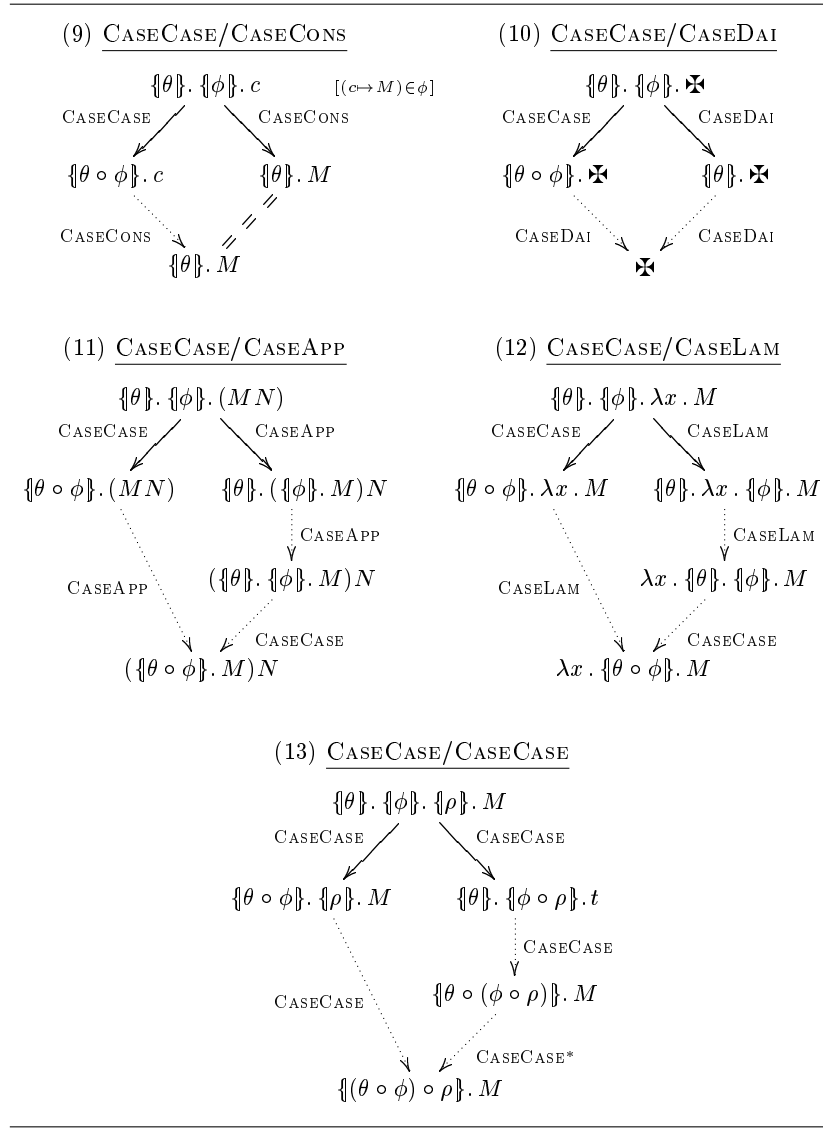 (9) CASECASE/CASECONS
{|θ|}. {|φ|}. c [(c↦M)∈φ]
CASECASE CASECONS
{|θ ∘ φ|}. c {|θ|}. M
CASECONS
{|θ|}. M
(10) CASECASE/CASEDAI
{|θ|}. {|φ|}. ✠
CASECASE CASEDAI
{|θ ∘ φ|}. ✠ {|θ|}. ✠
CASEDAI CASEDAI
✠
(11) CASECASE/CASEAPP
{|θ|}. {|φ|}. (MN)
CASECASE CASEAPP
{|θ ∘ φ|}. (MN) {|θ|}. ({|φ|}. M)N
CASEAPP
({|θ|}. {|φ|}. M)N
CASEAPP
CASECASE
({|θ ∘ φ|}. M)N
(12) CASECASE/CASELAM
{|θ|}. {|φ|}. λx . M
CASECASE CASELAM
{|θ ∘ φ|}. λx . M {|θ|}. λx . {|φ|}. M
CASELAM
λx . {|θ|}. {|φ|}. M
CASELAM
CASECASE
λx . {|θ ∘ φ|}. M
(13) CASECASE/CASECASE
{|θ|}. {|φ|}. {|ρ|}. M
CASECASE CASECASE
{|θ ∘ φ|}. {|ρ|}. M {|θ|}. {|φ ∘ ρ|}. t
CASECASE
{|θ ∘ (φ ∘ ρ)|}. M
CASECASE
CASECASE*
{|(θ ∘ φ) ∘ ρ|}. M